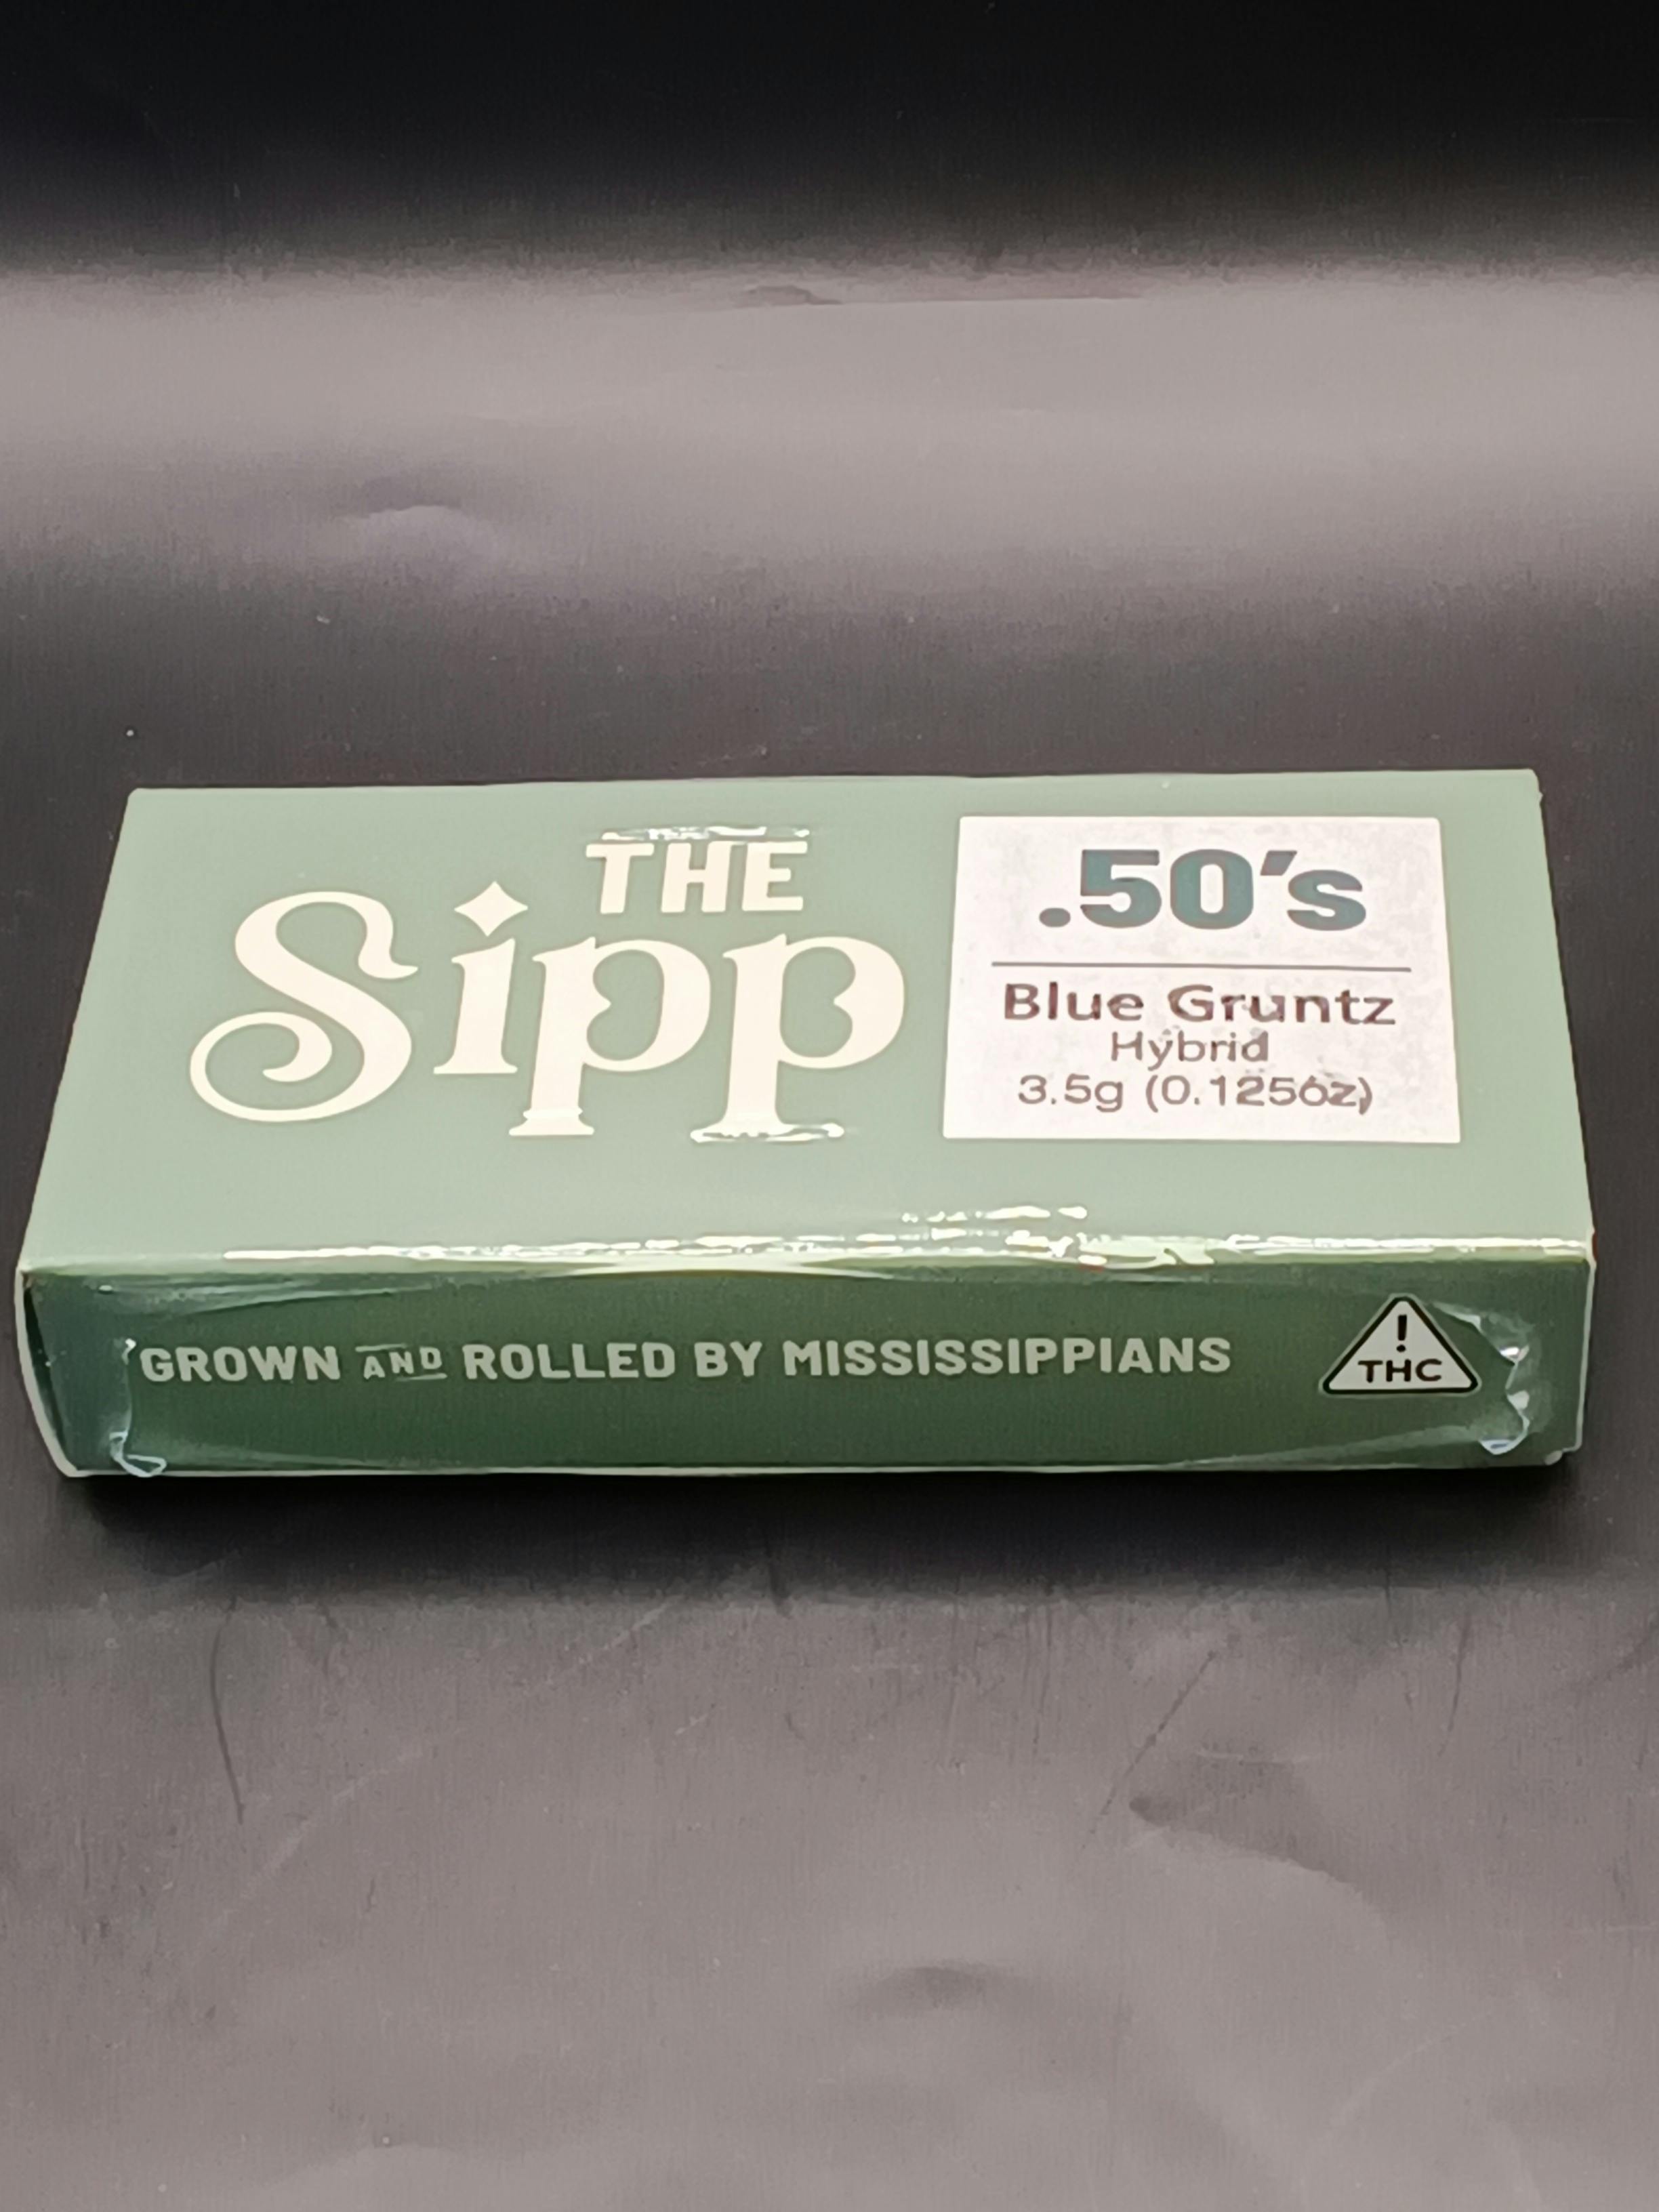 THE
Sipp
.50's
Blue Gruntz
Hybrid
3.5g (0.125oz)
GROWN AND ROLLED BY MISSISSIPPIANS
!
THC